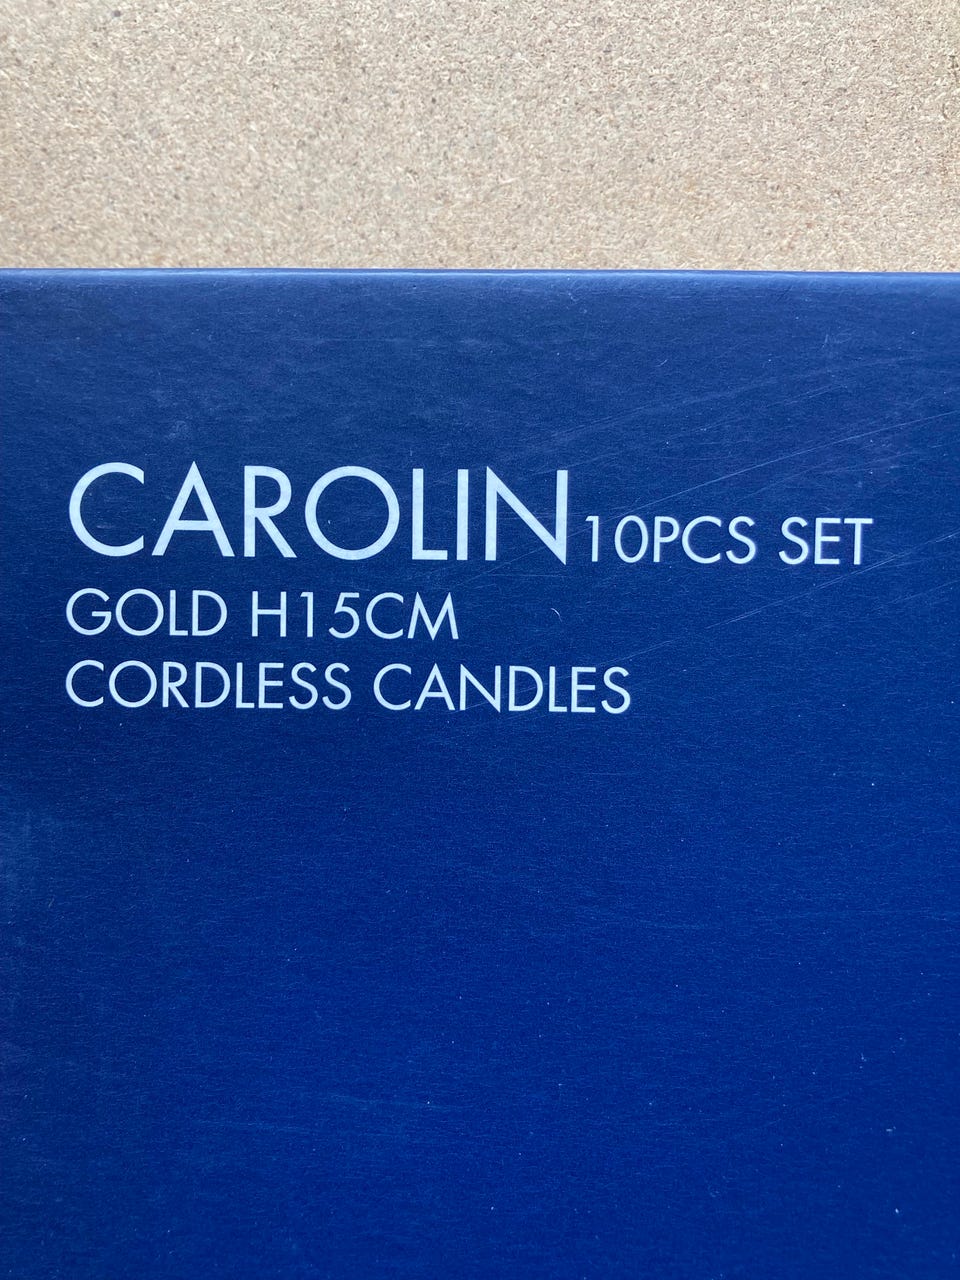 CAROLIN 10PCS SET
GOLD H15CM
CORDLESS CANDLES